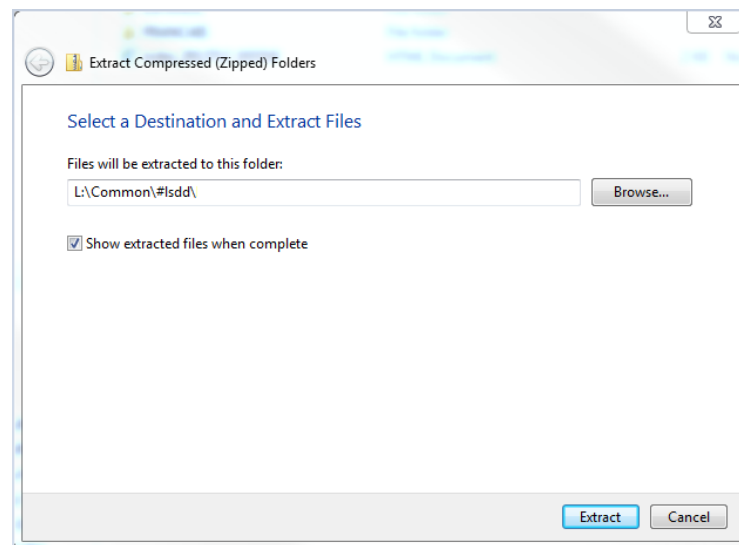 Extract Compressed (Zipped) Folders
Select a Destination and Extract Files
Files will be extracted to this folder:
L:\Common\#lsdd\
Browse...
Show extracted files when complete
Extract
Cancel